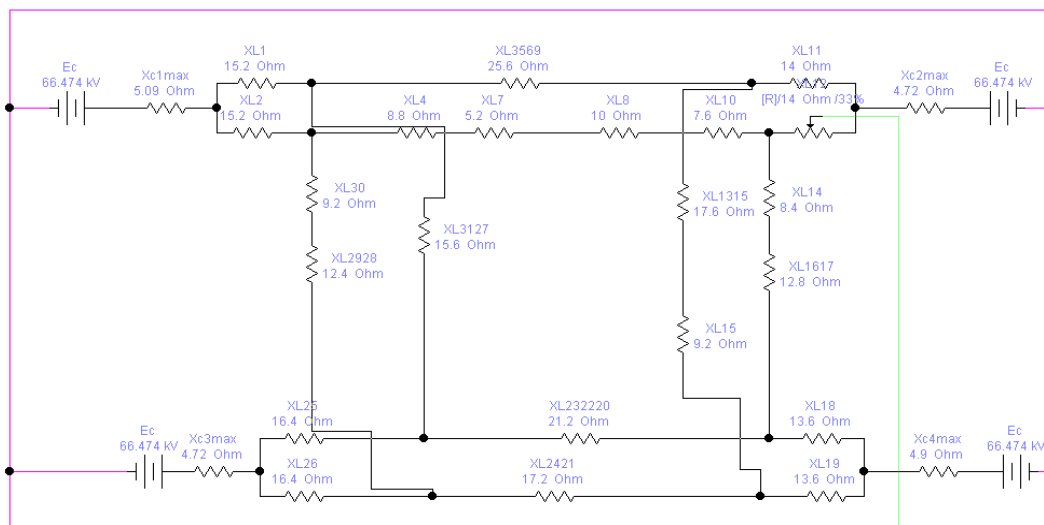 XL1
15.2 Ohm
XL3569
25.6 Ohm
XL11
14 Ohm
Ec
66.474 kV
Xc1max
5.09 Ohm
Xc2max
4.72 Ohm
Ec
66.474 kV
XL2
15.2 Ohm
XL4
8.8 Ohm
XL7
5.2 Ohm
XL8
10 Ohm
XL10
7.6 Ohm
[R]/14 Ohm /33%
XL30
9.2 Ohm
XL2928
12.4 Ohm
XL3127
15.6 Ohm
XL1315
17.6 Ohm
XL14
8.4 Ohm
XL1617
12.8 Ohm
XL15
9.2 Ohm
XL25
16.4 Ohm
XL232220
21.2 Ohm
XL18
13.6 Ohm
Ec
66.474 kV
Xc3max
4.72 Ohm
Xc4max
4.9 Ohm
Ec
66.474 kV
XL26
16.4 Ohm
XL2421
17.2 Ohm
XL19
13.6 Ohm